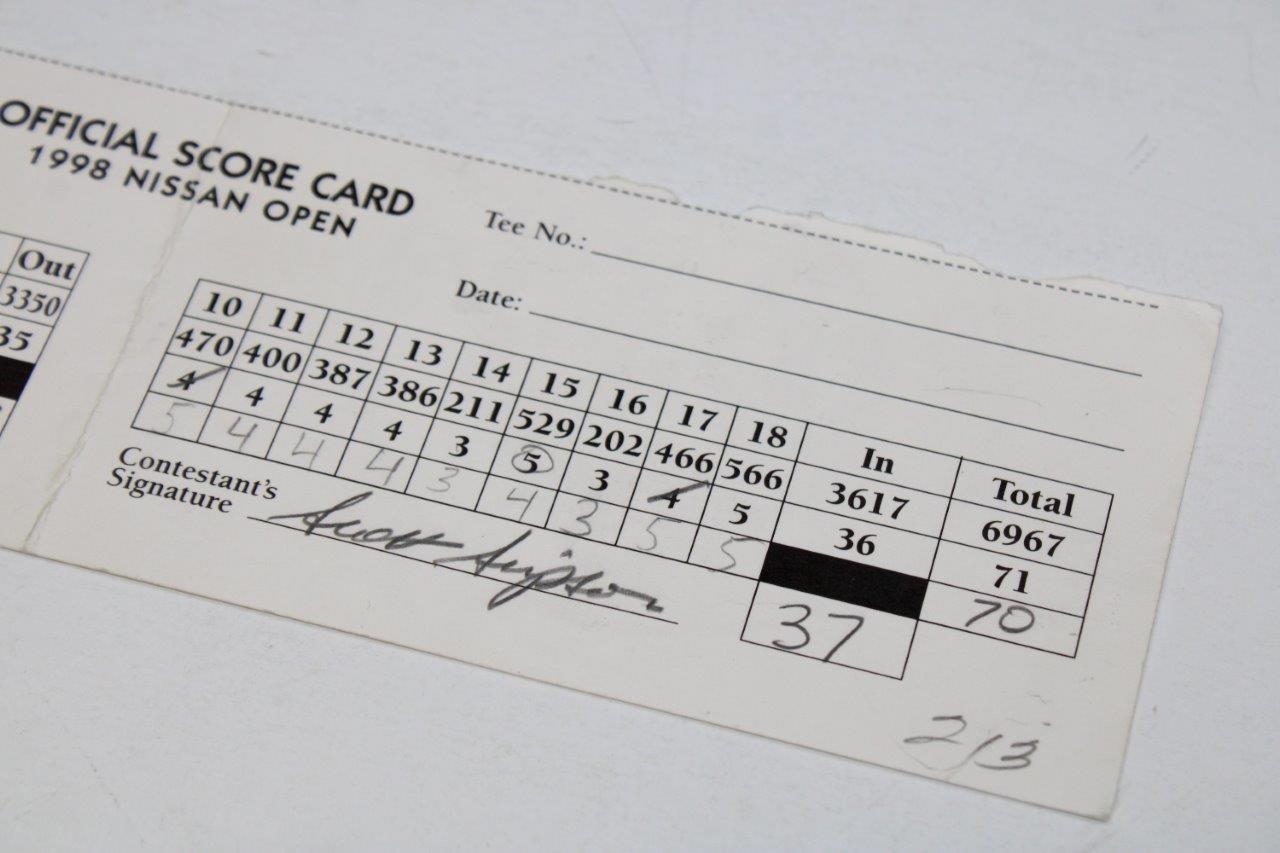 OFFICIAL SCORE CARD
1998 NISSAN OPEN
Tee No.:
Date:
Out
3350
35
10 11 12 13 14 15 16 17 18 In Total
470 400 387 386 211 529 202 466 566 3617 6967
4 4 4 4 3 5 3 4 5 36 71
5 4 4 4 3 4 3 5 5 37 70
Contestant's
Signature
Scott Simpson
2/3